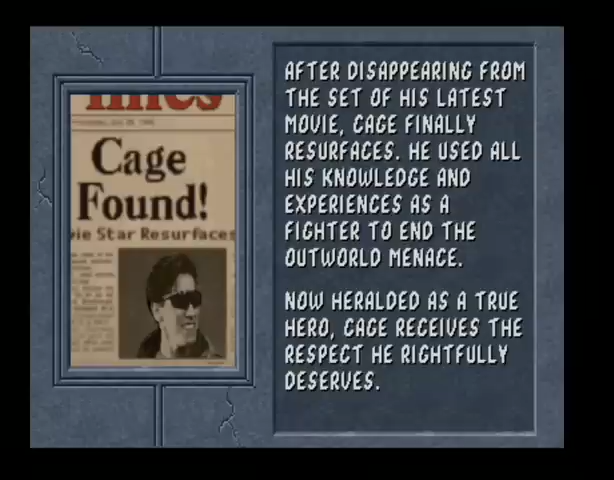 Times
Cage
Found!
ie Star Resurfaces
AFTER DISAPPEARING FROM
THE SET OF HIS LATEST
MOVIE, CAGE FINALLY
RESURFACES. HE USED ALL
HIS KNOWLEDGE AND
EXPERIENCES AS A
FIGHTER TO END THE
OUTWORLD MENACE.
NOW HERALDED AS A TRUE
HERO, CAGE RECEIVES THE
RESPECT HE RIGHTFULLY
DESERVES.